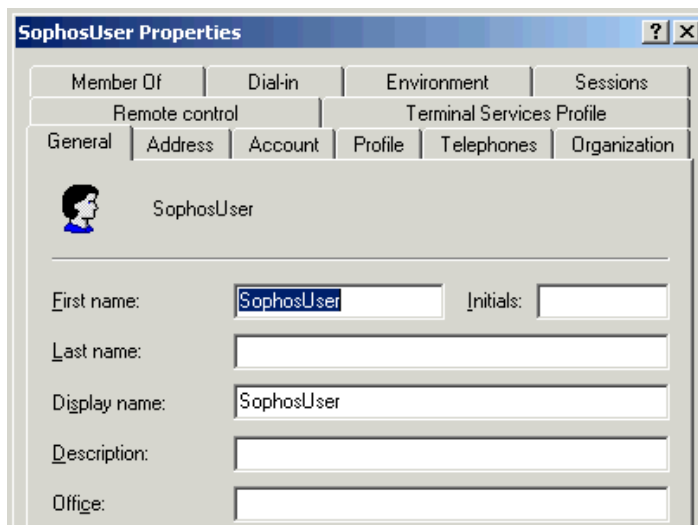 SophosUser Properties
Member Of Dial-in Environment Sessions
Remote control Terminal Services Profile
General Address Account Profile Telephones Organization
SophosUser
First name: SophosUser Initials:
Last name:
Display name: SophosUser
Description:
Office: